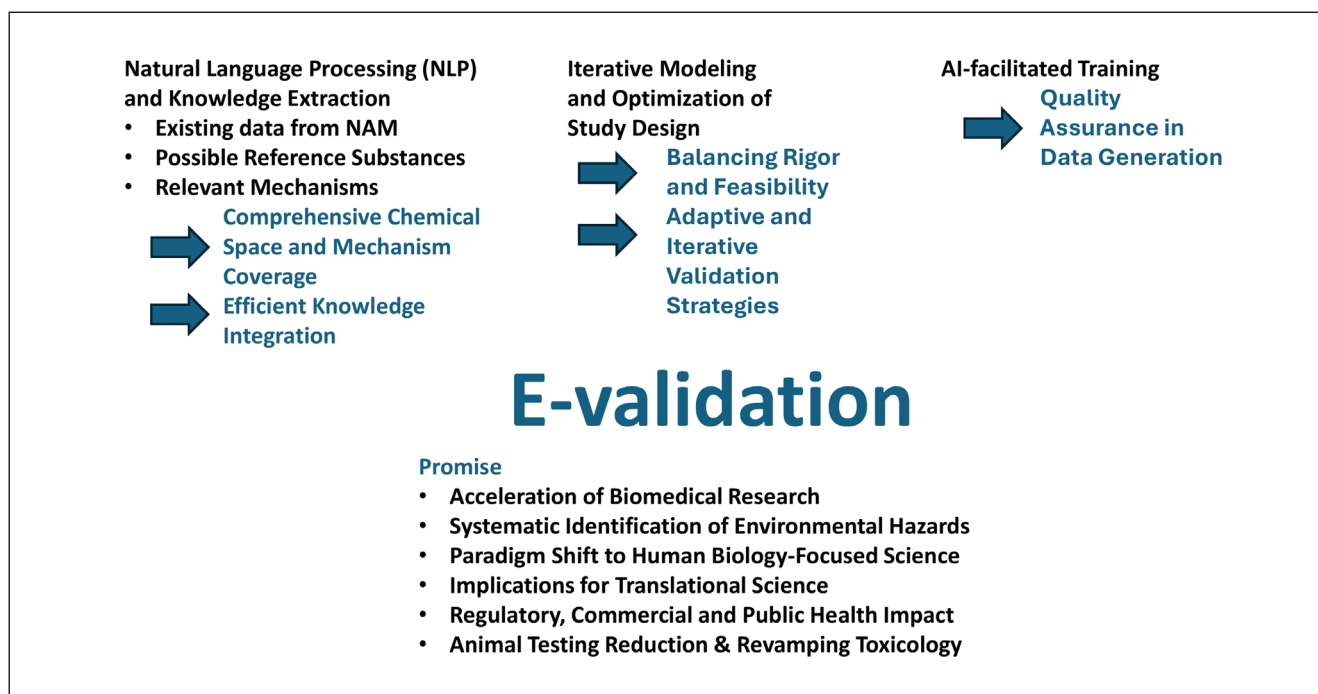 Natural Language Processing (NLP)
and Knowledge Extraction
• Existing data from NAM
• Possible Reference Substances
• Relevant Mechanisms
Comprehensive Chemical
Space and Mechanism
Coverage
Efficient Knowledge
Integration
Iterative Modeling
and Optimization of
Study Design
Balancing Rigor
and Feasibility
Adaptive and
Iterative
Validation
Strategies
AI-facilitated Training
Quality
Assurance in
Data Generation
E-validation
Promise
• Acceleration of Biomedical Research
• Systematic Identification of Environmental Hazards
• Paradigm Shift to Human Biology-Focused Science
• Implications for Translational Science
• Regulatory, Commercial and Public Health Impact
• Animal Testing Reduction & Revamping Toxicology